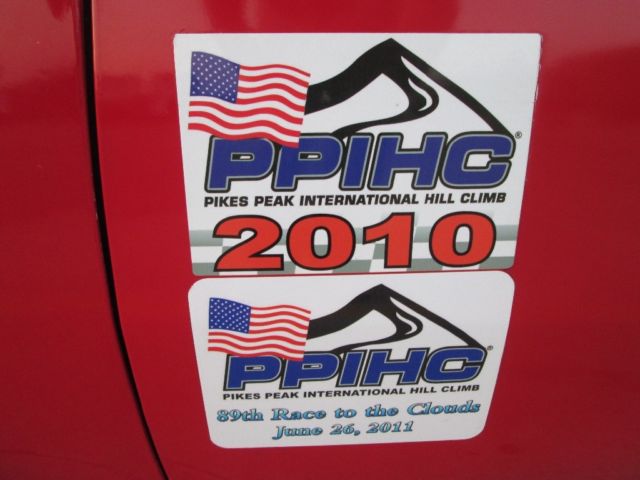 PPIHC®
PIKES PEAK INTERNATIONAL HILL CLIMB
2010
PPIHC®
PIKES PEAK INTERNATIONAL HILL CLIMB
89th Race to the Clouds
June 26, 2011